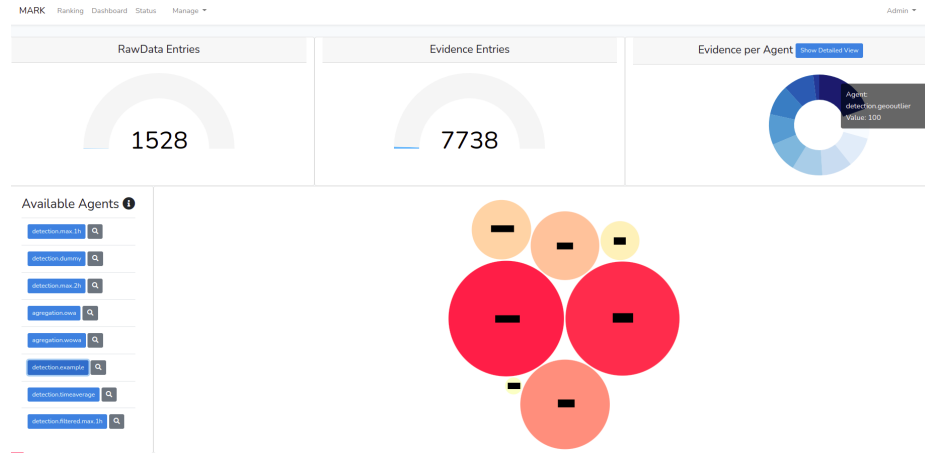 MARK Ranking Dashboard Status Manage Admin
RawData Entries
1528
Evidence Entries
7738
Evidence per Agent Show Detailed View
Agent:
detection.geooutlier
Value: 100
Available Agents
detection.max.1h
detection.dummy
detection.max.2h
agregation.owa
agregation.wowa
detection.example
detection.timeaverage
detection.filtered.max.1h